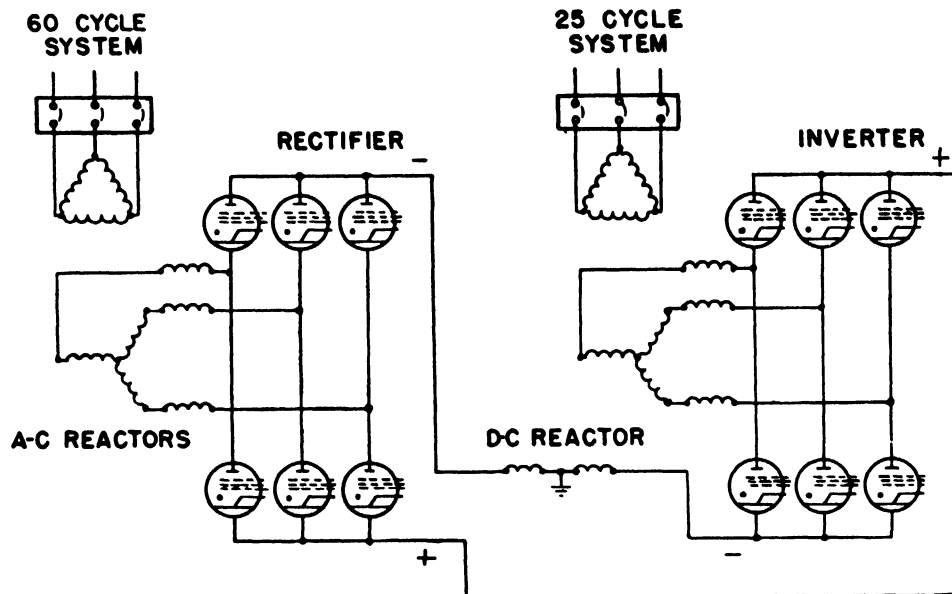 60 CYCLE
SYSTEM
25 CYCLE
SYSTEM
RECTIFIER
-
INVERTER
+
A-C REACTORS
D-C REACTOR
+
-